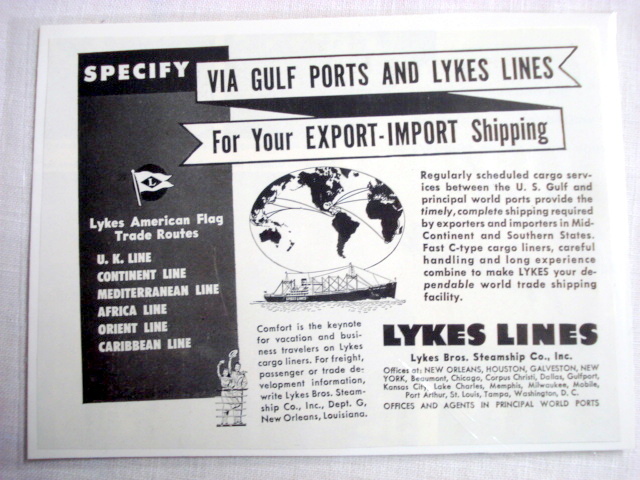 SPECIFY
VIA GULF PORTS AND LYKES LINES
For Your EXPORT-IMPORT Shipping
L
Lykes American Flag
Trade Routes
U. K. LINE
CONTINENT LINE
MEDITERRANEAN LINE
AFRICA LINE
ORIENT LINE
CARIBBEAN LINE
Regularly scheduled cargo serv-
ices between the U. S. Gulf and
principal world ports provide the
timely, complete shipping required
by exporters and importers in Mid-
Continent and Southern States.
Fast C-type cargo liners, careful
handling and long experience
combine to make LYKES your de-
pendable world trade shipping
facility.
LYKES LINES
Comfort is the keynote
for vacation and busi-
ness travelers on Lykes
cargo liners. For freight,
passenger or trade de-
velopment information,
write Lykes Bros. Steam-
ship Co., Inc., Dept. G,
New Orleans, Louisiana.
LYKES LINES
Lykes Bros. Steamship Co., Inc.
Offices at: NEW ORLEANS, HOUSTON, GALVESTON, NEW
YORK, Beaumont, Chicago, Corpus Christi, Dallas, Gulfport,
Kansas City, Lake Charles, Memphis, Milwaukee, Mobile,
Port Arthur, St. Louis, Tampa, Washington, D. C.
OFFICES AND AGENTS IN PRINCIPAL WORLD PORTS